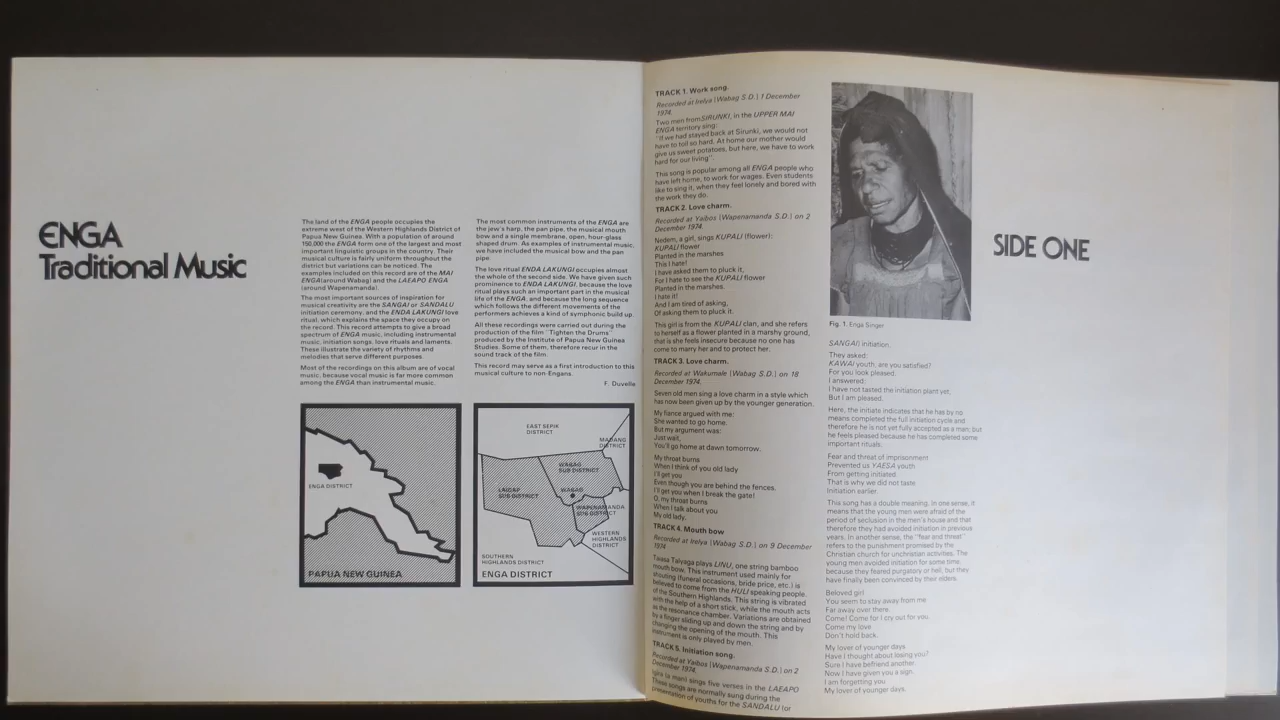 ENGA
Traditional Music
The land of the ENGA people occupies the
extreme west of the Western Highlands District of
Papua New Guinea. With a population of around
150,000 the ENGA form one of the largest and most
important linguistic groups in the country. Their
musical culture is fairly uniform throughout the
district but variations can be noticed. The
examples included on this record are of the MAI
ENGA(around Wabag) and the LAEAPO ENGA
(around Wapenamanda)
The most important sources of inspiration for
musical creativity are the SANGAI or SANDALU
initiation ceremony, and the ENDA LAKUNGI love
ritual, which explains the space they occupy on
the record. This record attempts to give a broad
spectrum of ENGA music, including instrumental
music, initiation songs, love rituals and laments.
These illustrate the variety of rhythms and
melodies that serve different purposes.
Most of the recordings on this album are of vocal
music, because vocal music is far more common
among the ENGA than instrumental music.
The most common instruments of the ENGA are
the jew's harp, the pan pipe, the musical mouth
bow and a single membrane, open, hour-glass
shaped drum. As examples of instrumental music,
we have included the musical bow and the pan
pipe.
The love ritual ENDA LAKUNGI occupies almost
the whole of the second side. We have given such
prominence to ENDA LAKUNGI, because the love
ritual plays such an important part in the musical
life of the ENGA, and because the long sequence
which follows the different movements of the
performers achieves a kind of symphonic build up.
All these recordings were carried out during the
production of the film "Tighten the Drums"
produced by the Institute of Papua New Guinea
Studies. Some of them, therefore recur in the
sound track of the film.
This record may serve as a first introduction to this
musical culture to non-Engans.
F. Duvelle
ENGA DISTRICT
PAPUA NEW GUINEA
EAST SEPIK
DISTRICT
MADANG
DISTRICT
WABAG
SUB DISTRICT
LAIGAP
SUB DISTRICT
WABAG
WAPENAMANDA
SUB DISTRICT
WESTERN
HIGHLANDS
DISTRICT
SOUTHERN
HIGHLANDS DISTRICT
ENGA DISTRICT
TRACK 1. Work song.
Recorded at Irelya (Wabag S.D.) 1 December
1974.
Two men from SIRUNKI, in the UPPER MAI
ENGA territory sing:
"If we had stayed back at Sirunki, we would not
have to toil so hard. At home our mother would
give us sweet potatoes, but here, we have to work
hard for our living".
This song is popular among all ENGA people who
have left home, to work for wages. Even students
like to sing it, when they feel lonely and bored with
the work they do.
TRACK 2. Love charm.
Recorded at Yaibos (Wapenamanda S.D.) on 2
December 1974.
Nedem, a girl, sings KUPALI (flower):
KUPALI flower
Planted in the marshes
This I hate!
I have asked them to pluck it,
For I hate to see the KUPALI flower
Planted in the marshes.
I hate it!
And I am tired of asking,
Of asking them to pluck it.
This girl is from the KUPALI clan, and she refers
to herself as a flower planted in a marshy ground,
that is she feels insecure because no one has
come to marry her and to protect her.
TRACK 3. Love charm.
Recorded at Wakumale (Wabag S.D.) on 18
December 1974.
Seven old men sing a love charm in a style which
has now been given up by the younger generation.
My fiance argued with me:
She wanted to go home.
But my argument was:
Just wait,
You'll go home at dawn tomorrow.
My throat burns
When I think of you old lady
I'll get you
Even though you are behind the fences.
I'll get you when I break the gate!
O, my throat burns
When I talk about you
My old lady.
TRACK 4. Mouth bow
Recorded at Irelya (Wabag S.D.) on 9 December
1974
Taasa Talyaga plays LINU, one string bamboo
mouth bow. This instrument used mainly for
shouting (funeral occasions, bride price, etc.) is
believed to come from the HULI speaking people.
of the Southern Highlands. This string is vibrated
with the help of a short stick, while the mouth acts
as the resonance chamber. Variations are obtained
by a finger sliding up and down the string and by
changing the opening of the mouth. This
instrument is only played by men.
TRACK 5. Initiation song.
Recorded at Yaibos (Wapenamanda S.D.) on 2
December 1974.
(a man) sings five verses in the LAEAPO
These songs are normally sung during the
presentation of youths for the SANDALU (or
Fig. 1. Enga Singer
SANGAI) initiation.
They asked:
KAWAI youth, are you satisfied?
For you look pleased.
I answered:
I have not tasted the initiation plant yet,
But I am pleased.
Here, the initiate indicates that he has by no
means completed the full initiation cycle and
therefore he is not yet fully accepted as a man; but
he feels pleased because he has completed some
important rituals.
Fear and threat of imprisonment
Prevented us YAESA youth
From getting initiated.
That is why we did not taste
Initiation earlier.
This song has a double meaning. In one sense, it
means that the young men were afraid of the
period of seclusion in the men's house and that
therefore they had avoided initiation in previous
years. In another sense, the "fear and threat"
refers to the punishment promised by the
Christian church for unchristian activities. The
young men avoided initiation for some time,
because they feared purgatory or hell, but they
have finally been convinced by their elders.
Beloved girl
You seem to stay away from me
Far away over there.
Come! Come for I cry out for you.
Come my love
Don't hold back.
My lover of younger days
Have I thought about losing you?
Sure I have befriend another.
Now I have given you a sign.
I am forgetting you
My lover of younger days.
SIDE ONE